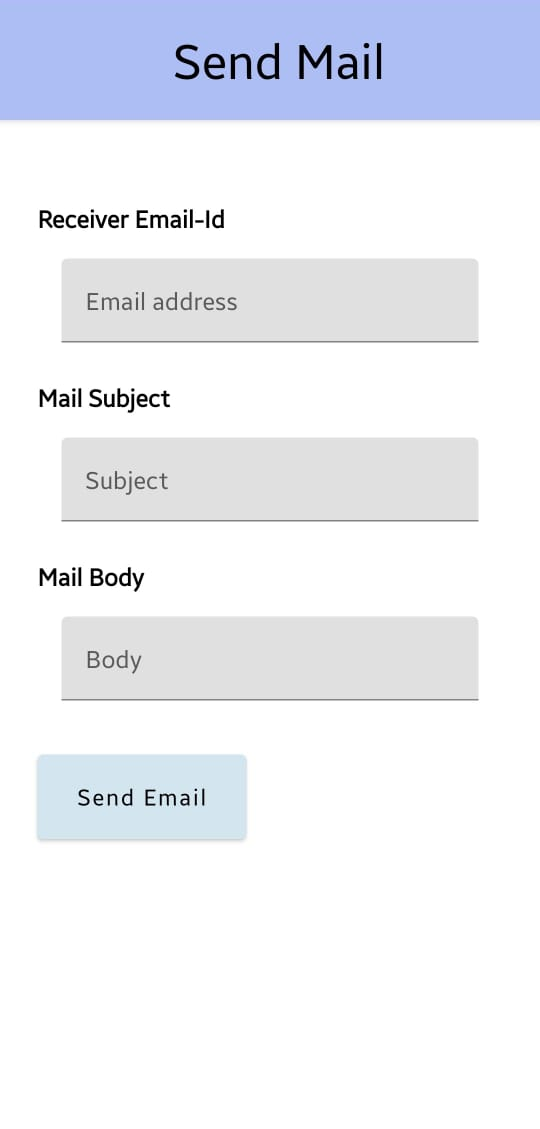 Send Mail
Receiver Email-Id
Email address
Mail Subject
Subject
Mail Body
Body
Send Email